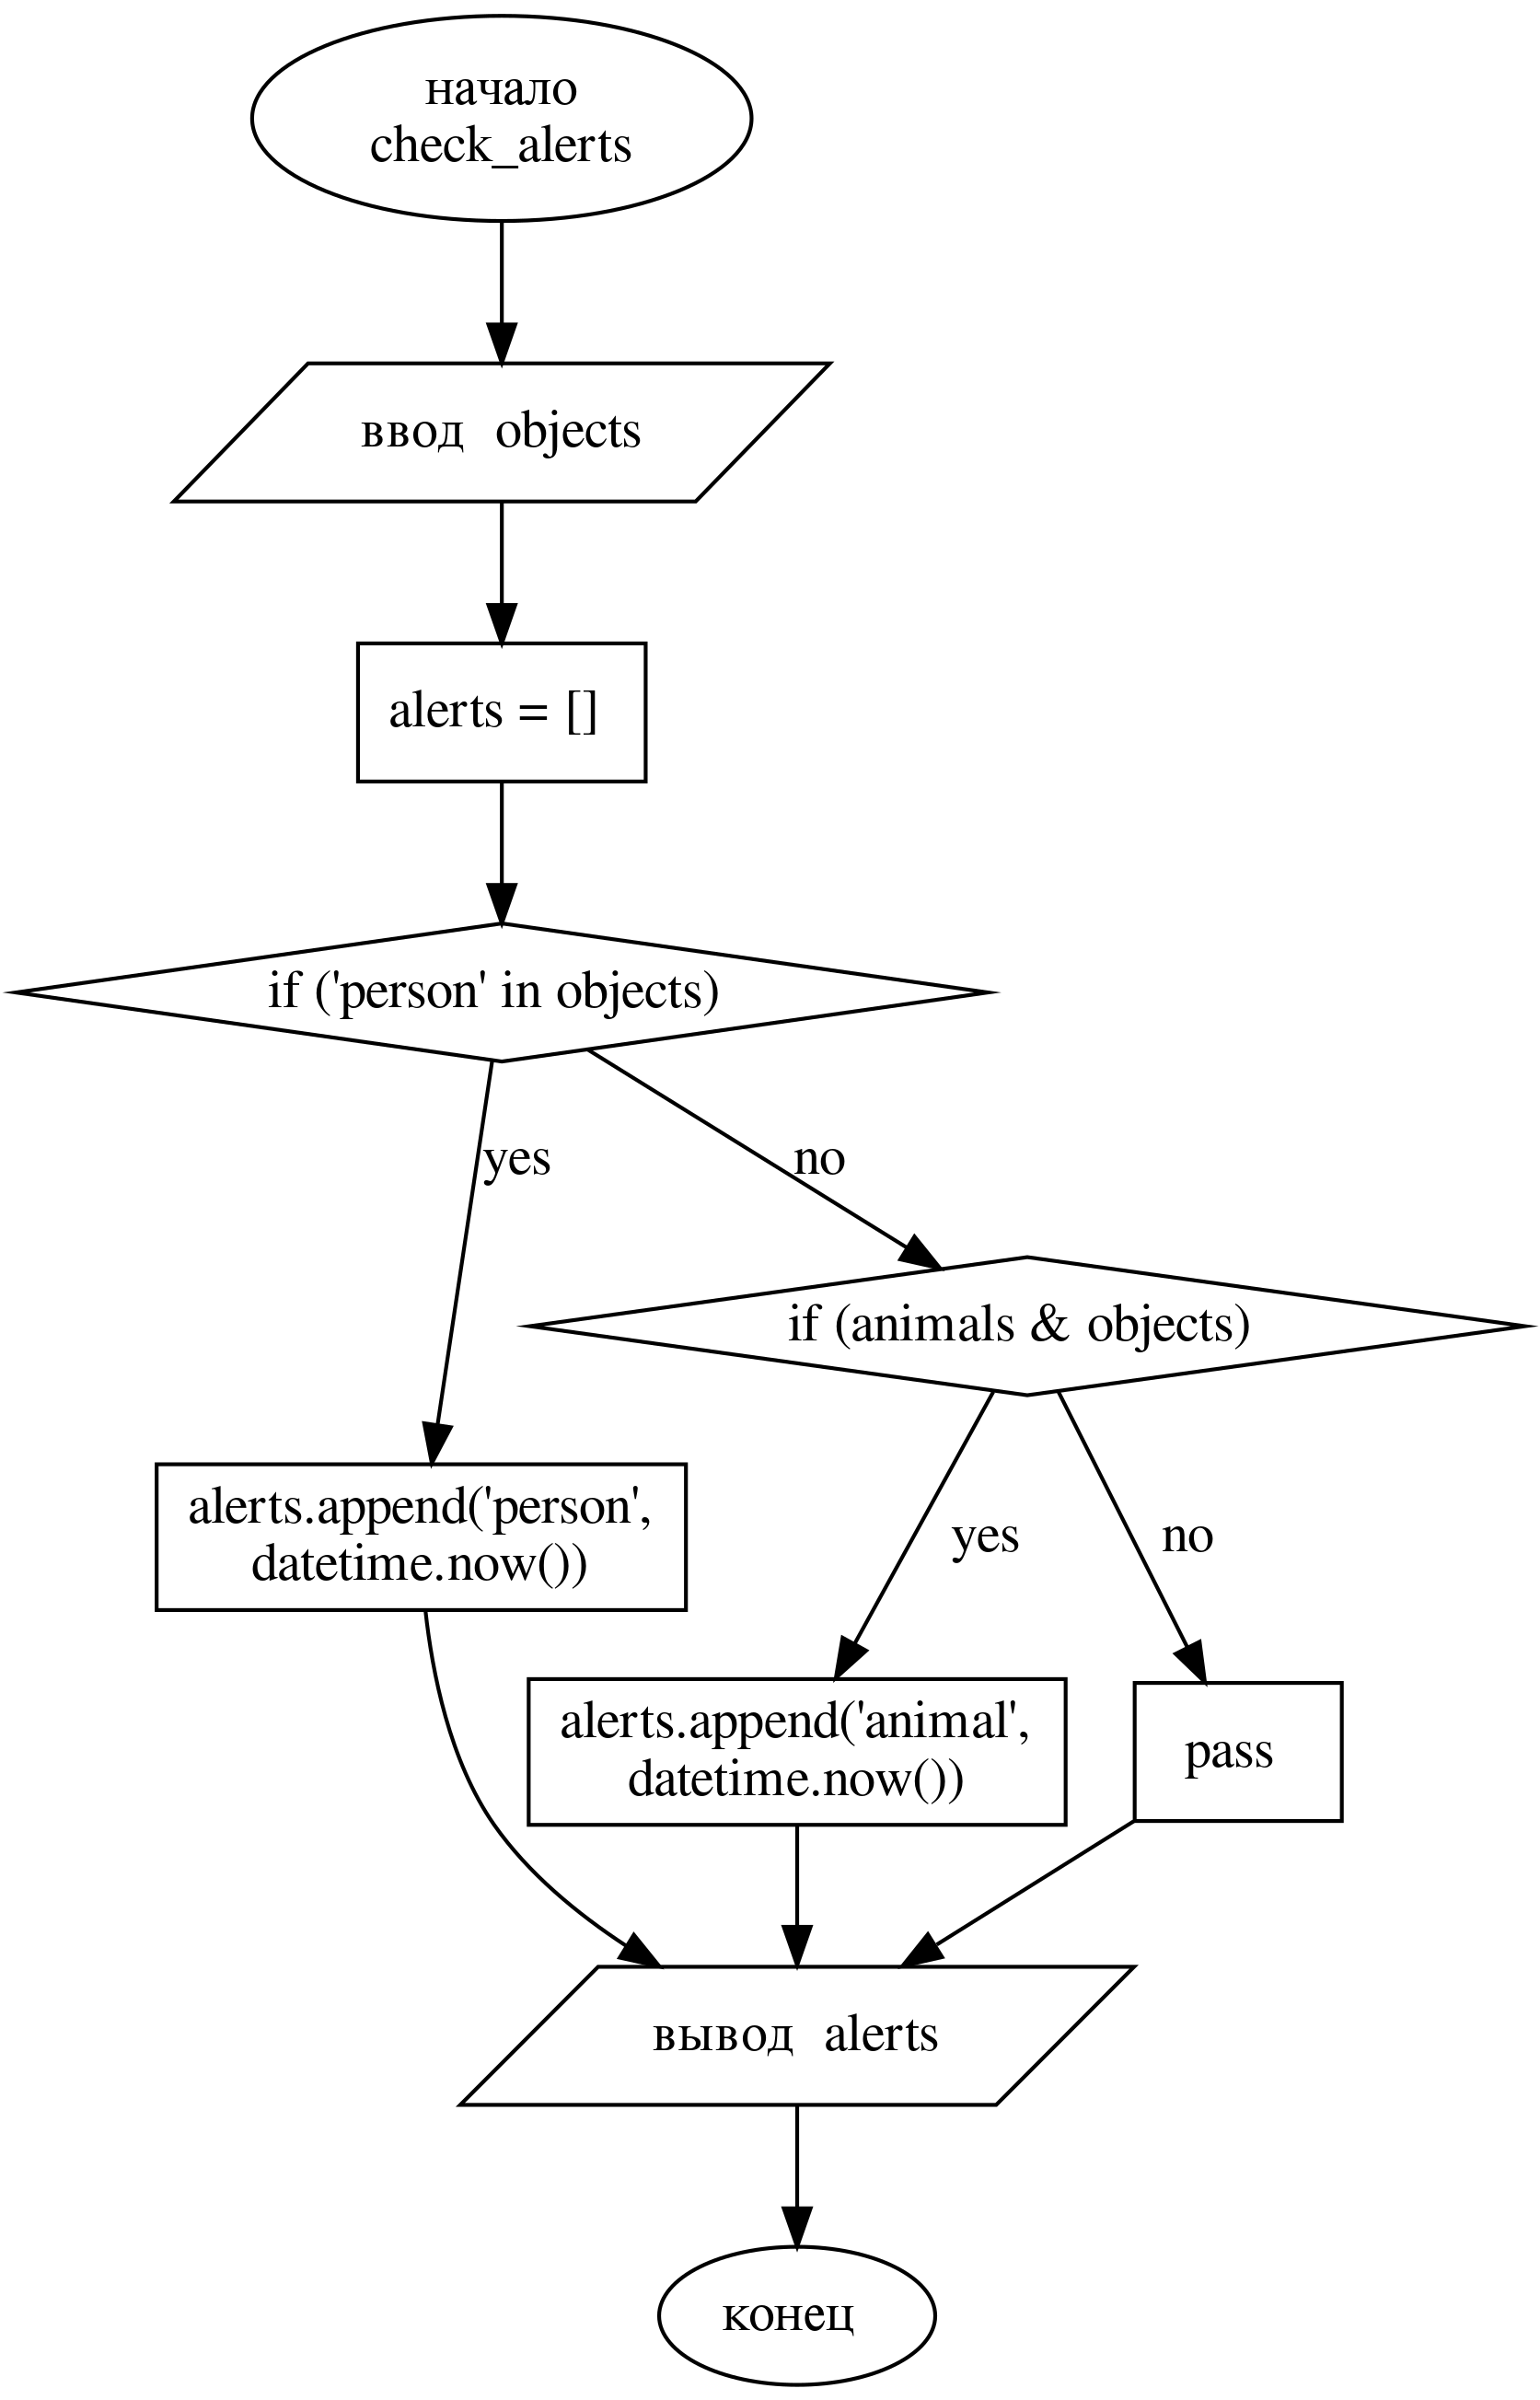 начало
check_alerts
ввод objects
alerts = []
if ('person' in objects)
yes
no
if (animals & objects)
alerts.append('person',
datetime.now())
yes
no
alerts.append('animal',
datetime.now())
pass
вывод alerts
конец